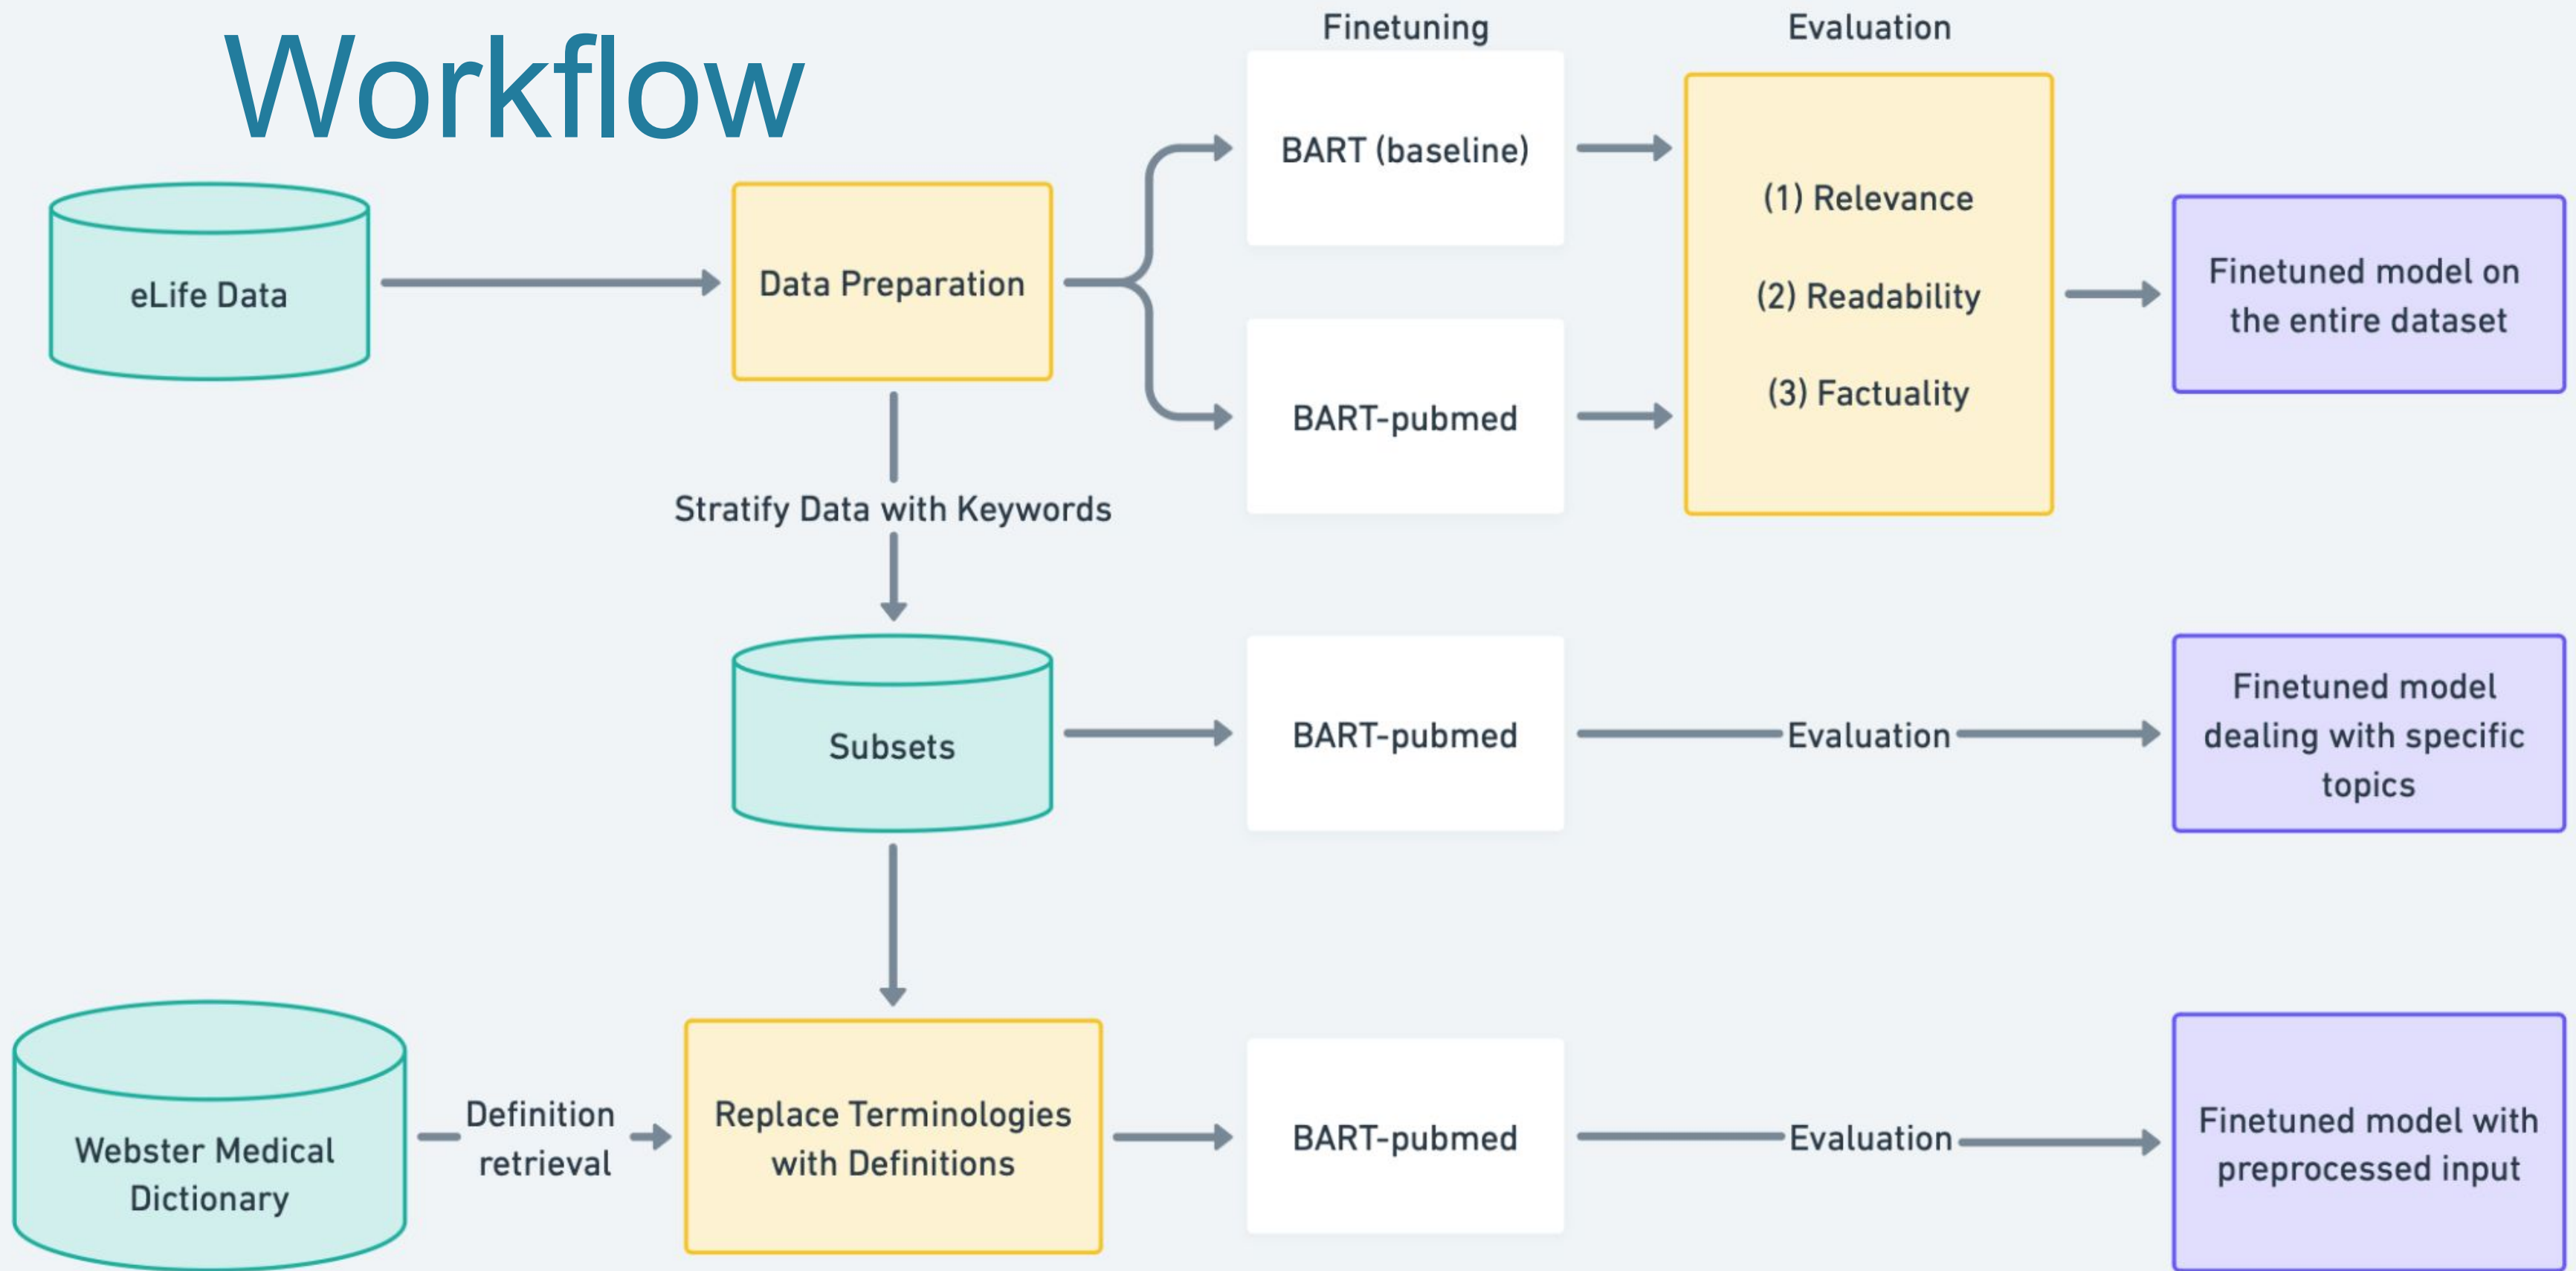 Workflow
Finetuning
Evaluation
BART (baseline)
eLife Data
Data Preparation
(1) Relevance
(2) Readability
(3) Factuality
Finetuned model on
the entire dataset
BART-pubmed
Stratify Data with Keywords
Subsets
BART-pubmed
Evaluation
Finetuned model
dealing with specific
topics
Webster Medical
Dictionary
Definition
retrieval
Replace Terminologies
with Definitions
BART-pubmed
Evaluation
Finetuned model with
preprocessed input